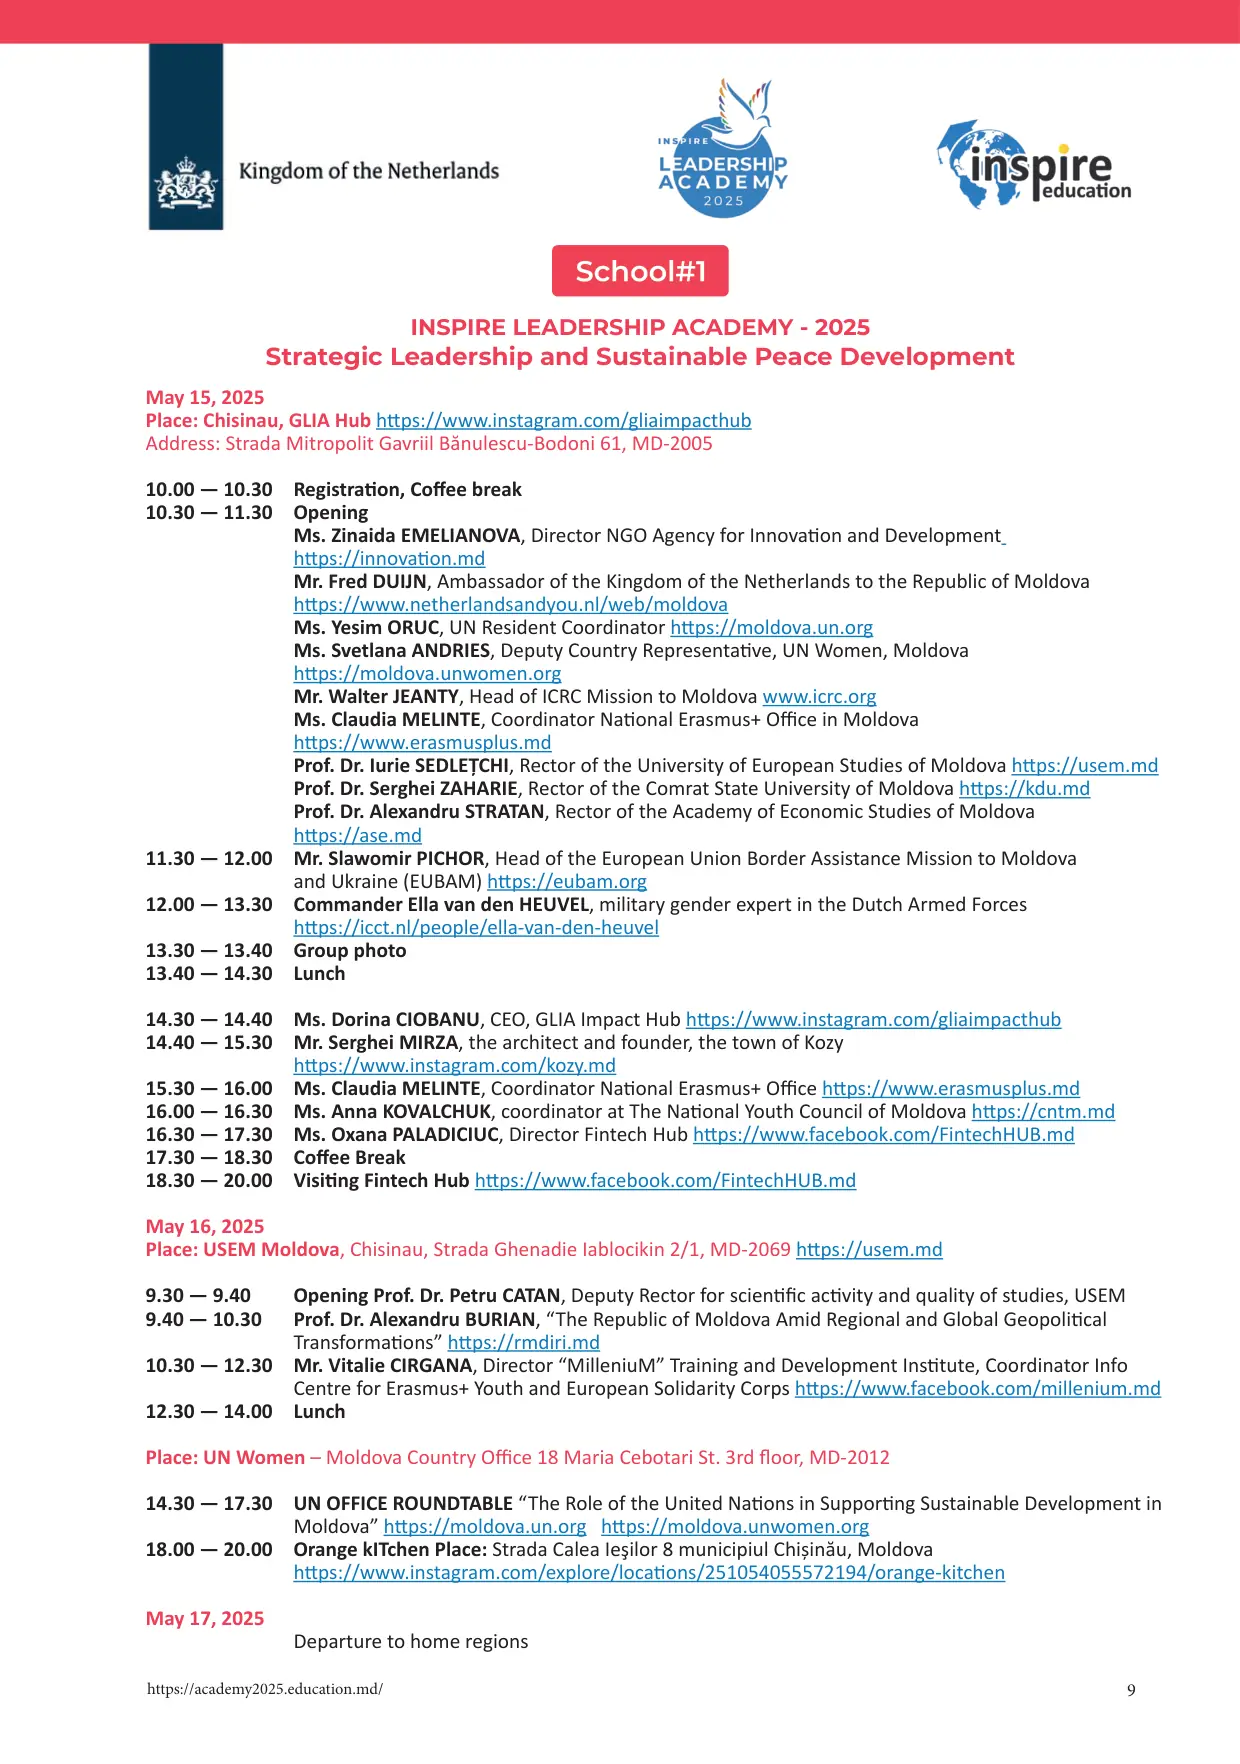 Kingdom of the Netherlands
INSPIRE
LEADERSHIP
ACADEMY
2025
inspire
education
School#1
INSPIRE LEADERSHIP ACADEMY - 2025
Strategic Leadership and Sustainable Peace Development
May 15, 2025
Place: Chisinau, GLIA Hub https://www.instagram.com/gliaimpacthub
Address: Strada Mitropolit Gavriil Bănulescu-Bodoni 61, MD-2005
10.00 — 10.30 Registration, Coffee break
10.30 — 11.30 Opening
Ms. Zinaida EMELIANOVA, Director NGO Agency for Innovation and Development
https://innovation.md
Mr. Fred DUIJN, Ambassador of the Kingdom of the Netherlands to the Republic of Moldova
https://www.netherlandsandyou.nl/web/moldova
Ms. Yesim ORUC, UN Resident Coordinator https://moldova.un.org
Ms. Svetlana ANDRIES, Deputy Country Representative, UN Women, Moldova
https://moldova.unwomen.org
Mr. Walter JEANTY, Head of ICRC Mission to Moldova www.icrc.org
Ms. Claudia MELINTE, Coordinator National Erasmus+ Office in Moldova
https://www.erasmusplus.md
Prof. Dr. Iurie SEDLEȚCHI, Rector of the University of European Studies of Moldova https://usem.md
Prof. Dr. Serghei ZAHARIE, Rector of the Comrat State University of Moldova https://kdu.md
Prof. Dr. Alexandru STRATAN, Rector of the Academy of Economic Studies of Moldova
https://ase.md
11.30 — 12.00 Mr. Slawomir PICHOR, Head of the European Union Border Assistance Mission to Moldova
and Ukraine (EUBAM) https://eubam.org
12.00 — 13.30 Commander Ella van den HEUVEL, military gender expert in the Dutch Armed Forces
https://icct.nl/people/ella-van-den-heuvel
13.30 — 13.40 Group photo
13.40 — 14.30 Lunch
14.30 — 14.40 Ms. Dorina CIOBANU, CEO, GLIA Impact Hub https://www.instagram.com/gliaimpacthub
14.40 — 15.30 Mr. Serghei MIRZA, the architect and founder, the town of Kozy
https://www.instagram.com/kozy.md
15.30 — 16.00 Ms. Claudia MELINTE, Coordinator National Erasmus+ Office https://www.erasmusplus.md
16.00 — 16.30 Ms. Anna KOVALCHUK, coordinator at The National Youth Council of Moldova https://cntm.md
16.30 — 17.30 Ms. Oxana PALADICIUC, Director Fintech Hub https://www.facebook.com/FintechHUB.md
17.30 — 18.30 Coffee Break
18.30 — 20.00 Visiting Fintech Hub https://www.facebook.com/FintechHUB.md
May 16, 2025
Place: USEM Moldova, Chisinau, Strada Ghenadie Iablocikin 2/1, MD-2069 https://usem.md
9.30 — 9.40 Opening Prof. Dr. Petru CATAN, Deputy Rector for scientific activity and quality of studies, USEM
9.40 — 10.30 Prof. Dr. Alexandru BURIAN, “The Republic of Moldova Amid Regional and Global Geopolitical
Transformations” https://rmdiri.md
10.30 — 12.30 Mr. Vitalie CIRGANA, Director “MilleniuM” Training and Development Institute, Coordinator Info
Centre for Erasmus+ Youth and European Solidarity Corps https://www.facebook.com/millenium.md
12.30 — 14.00 Lunch
Place: UN Women – Moldova Country Office 18 Maria Cebotari St. 3rd floor, MD-2012
14.30 — 17.30 UN OFFICE ROUNDTABLE “The Role of the United Nations in Supporting Sustainable Development in
Moldova” https://moldova.un.org https://moldova.unwomen.org
18.00 — 20.00 Orange kITchen Place: Strada Calea Ieşilor 8 municipiul Chișinău, Moldova
https://www.instagram.com/explore/locations/251054055572194/orange-kitchen
May 17, 2025
Departure to home regions
https://academy2025.education.md/
9